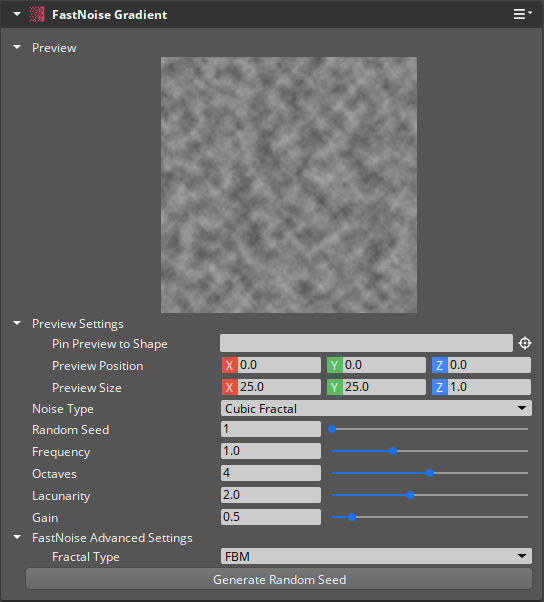 FastNoise Gradient
Preview
Preview Settings
Pin Preview to Shape
Preview Position X 0.0 Y 0.0 Z 0.0
Preview Size X 25.0 Y 25.0 Z 1.0
Noise Type Cubic Fractal
Random Seed 1
Frequency 1.0
Octaves 4
Lacunarity 2.0
Gain 0.5
FastNoise Advanced Settings
Fractal Type FBM
Generate Random Seed